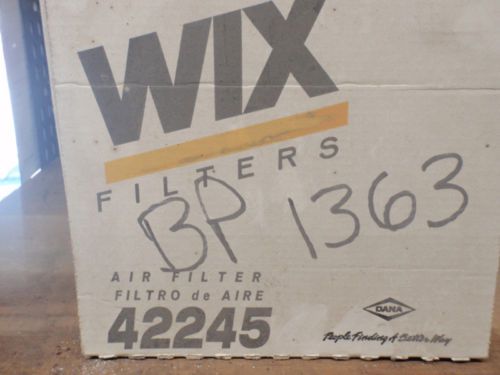 WIX
FILTERS
BP 1363
AIR FILTER
FILTRO de AIRE
42245
DANA
People Finding A Better Way